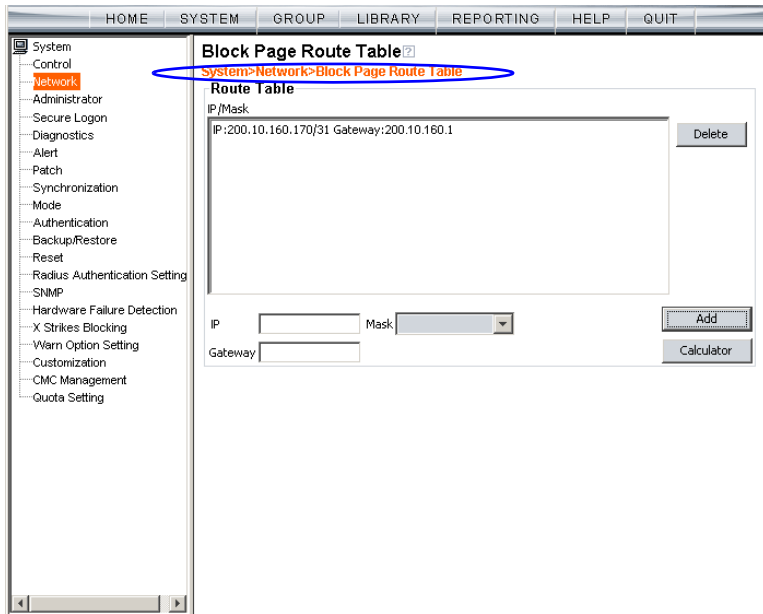 HOME SYSTEM GROUP LIBRARY REPORTING HELP QUIT
System
Control
Network
Administrator
Secure Logon
Diagnostics
Alert
Patch
Synchronization
Mode
Authentication
Backup/Restore
Reset
Radius Authentication Setting
SNMP
Hardware Failure Detection
X Strikes Blocking
Warn Option Setting
Customization
CMC Management
Quota Setting
Block Page Route Table?
System>Network>Block Page Route Table
Route Table
IP/Mask
IP:200.10.160.170/31 Gateway:200.10.160.1
Delete
IP Mask Add
Gateway Calculator